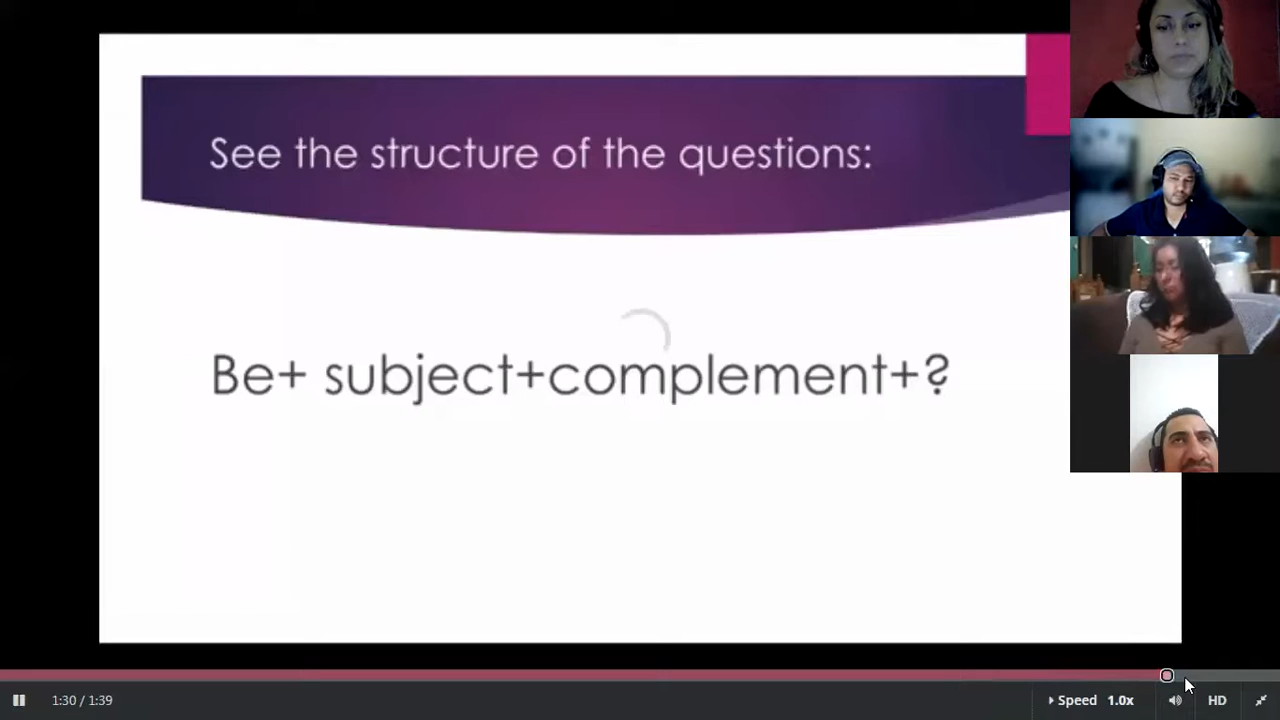 See the structure of the questions:
Be+ subject+complement+?
1:30 / 1:39
Speed 1.0x
HD